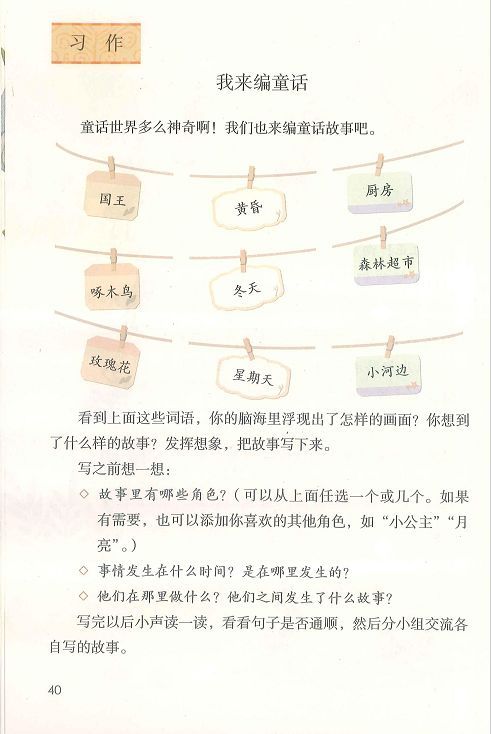 习 作
我来编童话
童话世界多么神奇啊！我们也来编童话故事吧。
国王
黄昏
厨房
啄木鸟
冬天
森林超市
玫瑰花
星期天
小河边
看到上面这些词语，你的脑海里浮现出了怎样的画面？你想到
了什么样的故事？发挥想象，把故事写下来。
写之前想一想：
◇ 故事里有哪些角色？（可以从上面任选一个或几个。如果
有需要，也可以添加你喜欢的其他角色，如“小公主”“月
亮”。）
◇ 事情发生在什么时间？是在哪里发生的？
◇ 他们在那里做什么？他们之间发生了什么故事？
写完以后小声读一读，看看句子是否通顺，然后分小组交流各
自写的故事。
40